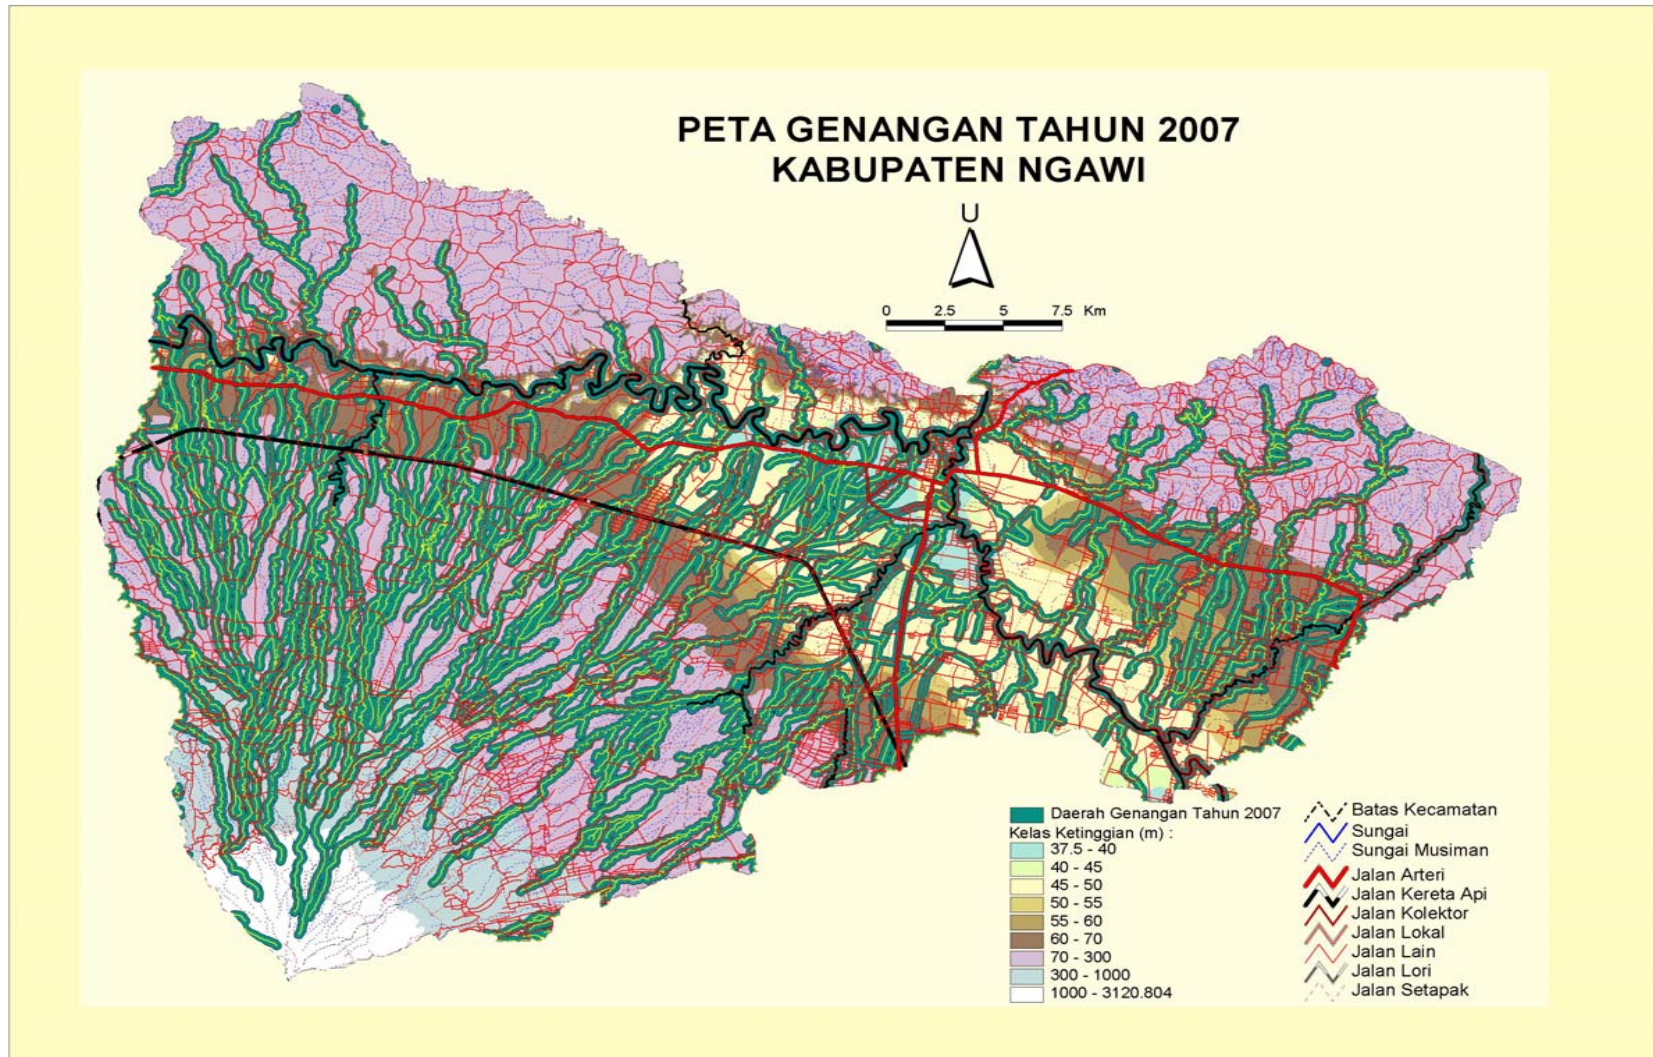 PETA GENANGAN TAHUN 2007
KABUPATEN NGAWI
U
0 2.5 5 7.5 Km
Daerah Genangan Tahun 2007
Kelas Ketinggian (m) :
37.5 - 40
40 - 45
45 - 50
50 - 55
55 - 60
60 - 70
70 - 300
300 - 1000
1000 - 3120.804
Batas Kecamatan
Sungai
Sungai Musiman
Jalan Arteri
Jalan Kereta Api
Jalan Kolektor
Jalan Lokal
Jalan Lain
Jalan Lori
Jalan Setapak